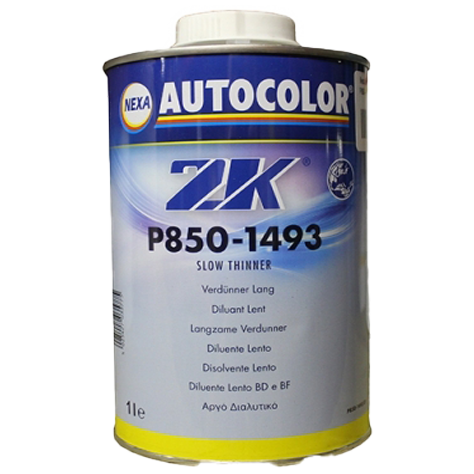 NEXA
AUTOCOLOR®
2K®
P850-1493
SLOW THINNER
Verdünner Lang
Diluant Lent
Langzame Verdunner
Diluente Lento
Disolvente Lento
Diluente Lento BD e BF
Αργό Διαλυτικό
1l e